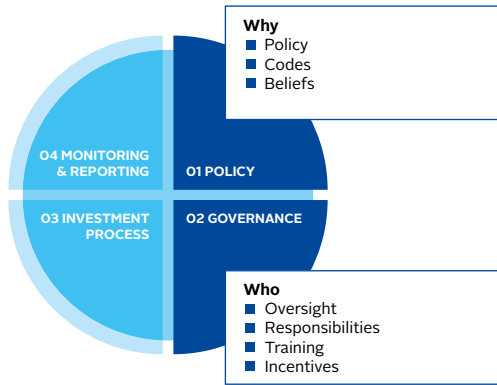 Why
Policy
Codes
Beliefs
04 MONITORING
& REPORTING
01 POLICY
03 INVESTMENT
PROCESS
02 GOVERNANCE
Who
Oversight
Responsibilities
Training
Incentives